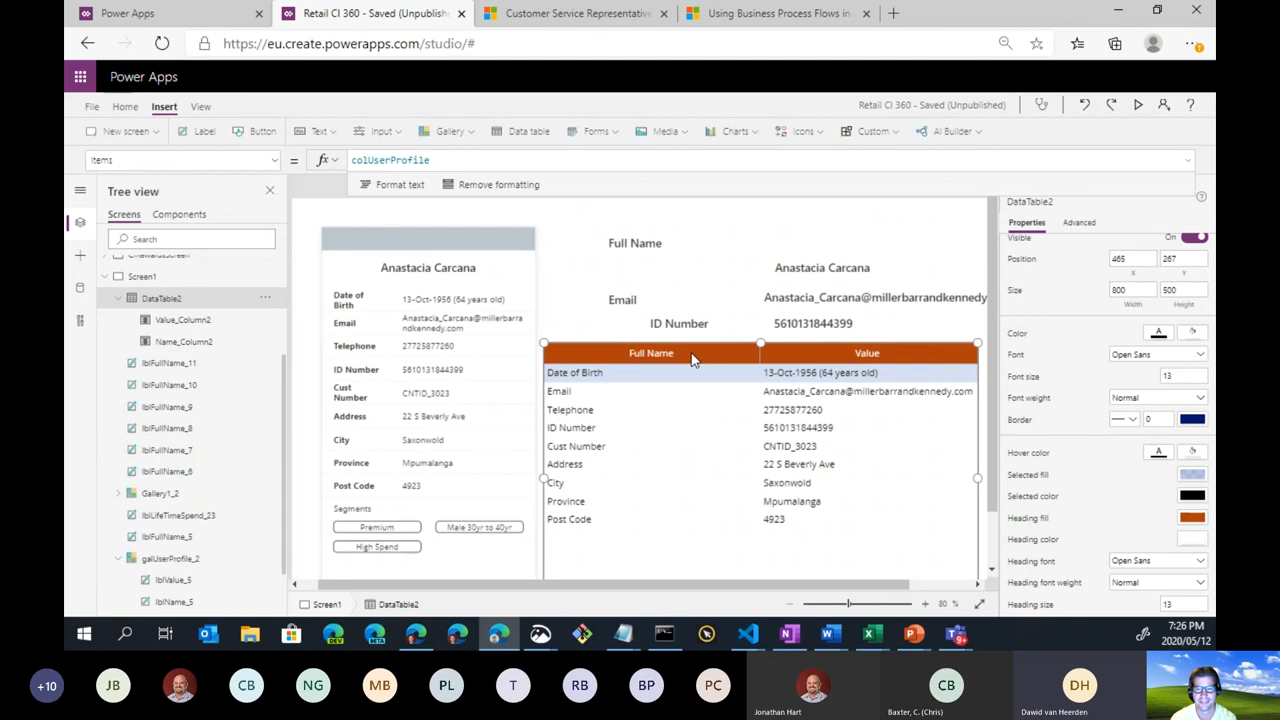 Power Apps
Retail CI 360 - Saved (Unpublish
Customer Service Representative
Using Business Process Flows in
https://eu.create.powerapps.com/studio/#
Power Apps
File Home Insert View
Retail CI 360 - Saved (Unpublished)
New screen Label Button Text Input Gallery Data table Forms Media Charts Icons Custom AI Builder
Items = fx colUserProfile
Format text Remove formatting
Tree view
Screens Components
Search
Screen1
DataTable2
Value_Column2
Name_Column2
lblFullName_11
lblFullName_10
lblFullName_9
lblFullName_8
lblFullName_7
lblFullName_6
Gallery1_2
lblLifeTimeSpend_23
lblFullName_5
galUserProfile_2
lblValue_5
lblName_5
Anastacia Carcana
Date of Birth 13-Oct-1956 (64 years old)
Email Anastacia_Carcana@millerbarra
ndkennedy.com
Telephone 27725877260
ID Number 5610131844399
Cust Number CNTID_3023
Address 22 S Beverly Ave
City Saxonwold
Province Mpumalanga
Post Code 4923
Segments
Premium Male 30yr to 40yr
High Spend
Full Name
Anastacia Carcana
Email Anastacia_Carcana@millerbarrandkennedy
ID Number 5610131844399
Full Name Value
Date of Birth 13-Oct-1956 (64 years old)
Email Anastacia_Carcana@millerbarrandkennedy.com
Telephone 27725877260
ID Number 5610131844399
Cust Number CNTID_3023
Address 22 S Beverly Ave
City Saxonwold
Province Mpumalanga
Post Code 4923
Screen1 DataTable2
80 %
DataTable2
Properties Advanced
Visible On
Position 465 267
X Y
Size 800 500
Width Height
Color A
Font Open Sans
Font size 13
Font weight Normal
Border 0
Hover color A
Selected fill
Selected color
Heading fill
Heading color
Heading font Open Sans
Heading font weight Normal
Heading size 13
7:26 PM
2020/05/12
+10 JB CB NG MB PL T RB BP PC CB DH
Jonathan Hart
Baxter, C. (Chris)
Dawid van Heerden